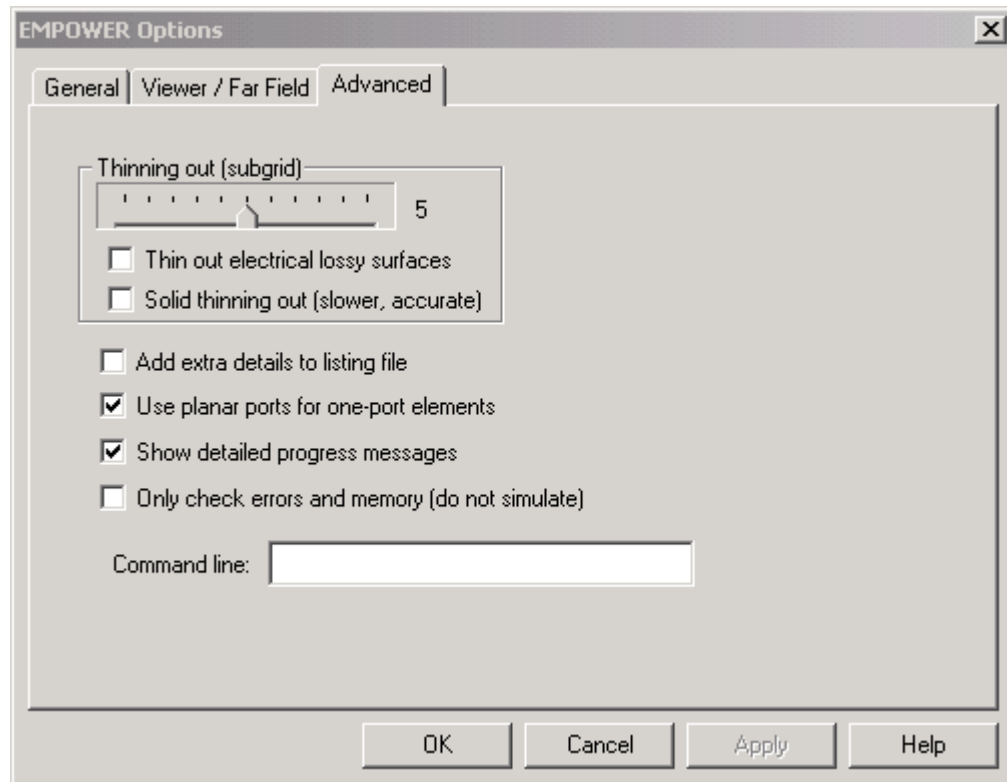 EMPOWER Options
General Viewer / Far Field Advanced
Thinning out (subgrid)
5
Thin out electrical lossy surfaces
Solid thinning out (slower, accurate)
Add extra details to listing file
Use planar ports for one-port elements
Show detailed progress messages
Only check errors and memory (do not simulate)
Command line:
OK Cancel Apply Help